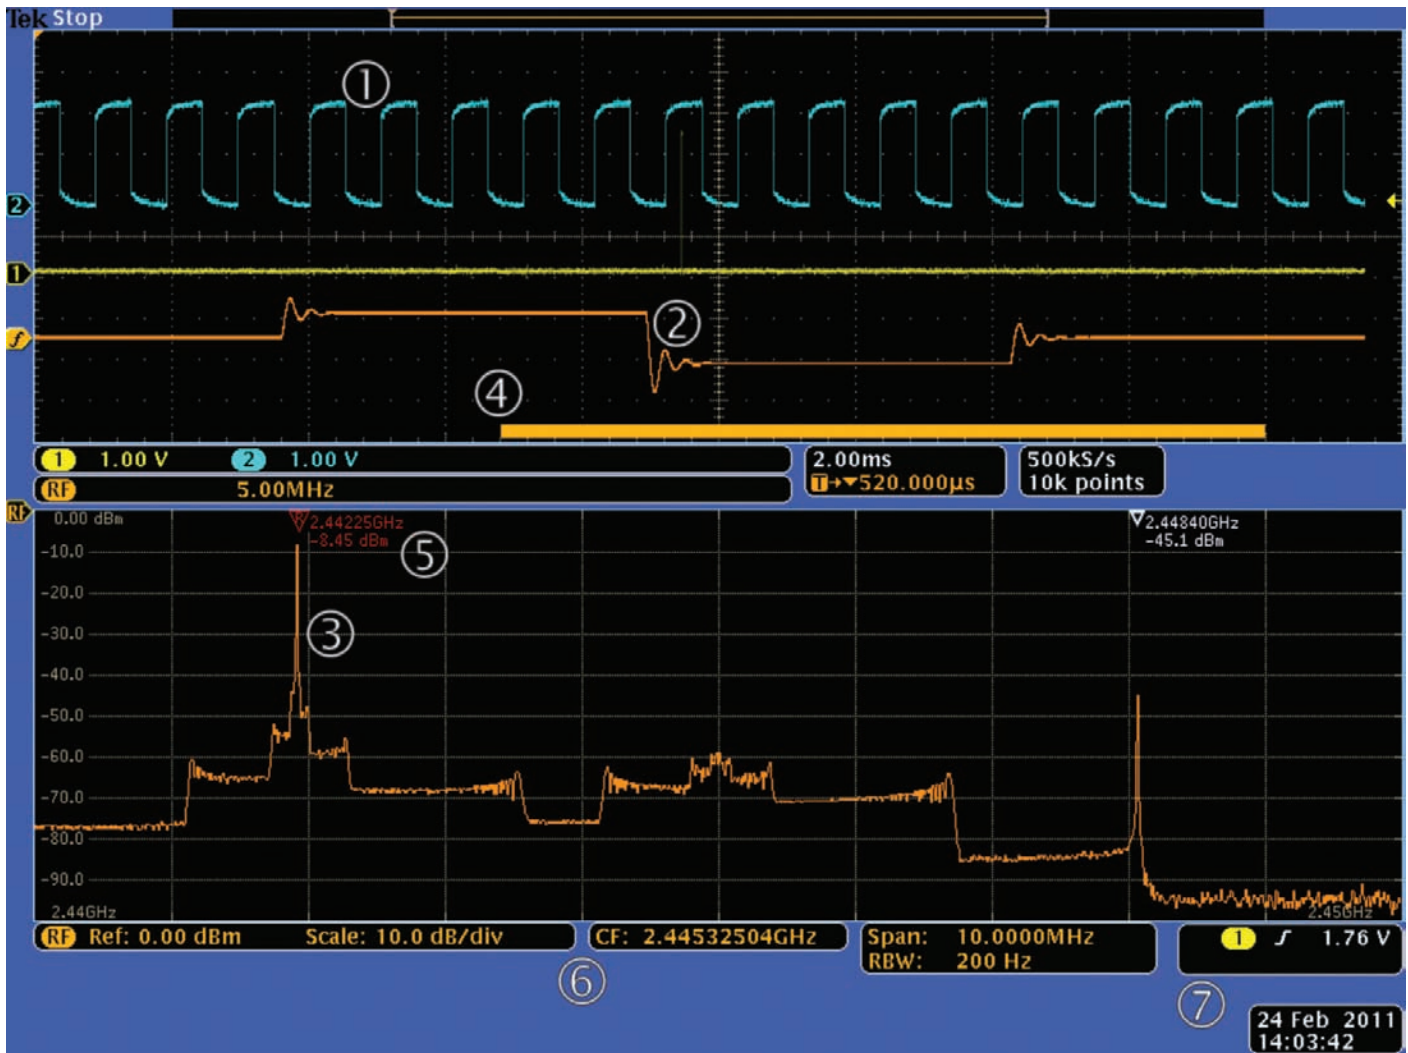 Tek Stop
①
2
1
f
②
④
1 1.00 V 2 1.00 V
RF 5.00MHz
2.00ms
T→▼520.000µs
500kS/s
10k points
RF
0.00 dBm
R 2.44225GHz
-8.45 dBm
2.44840GHz
-45.1 dBm
⑤
-10.0
-20.0
-30.0
③
-40.0
-50.0
-60.0
-70.0
-80.0
-90.0
2.44GHz
2.45GHz
RF Ref: 0.00 dBm Scale: 10.0 dB/div
CF: 2.44532504GHz
Span: 10.0000MHz
RBW: 200 Hz
1 1.76 V
⑥
⑦
24 Feb 2011
14:03:42